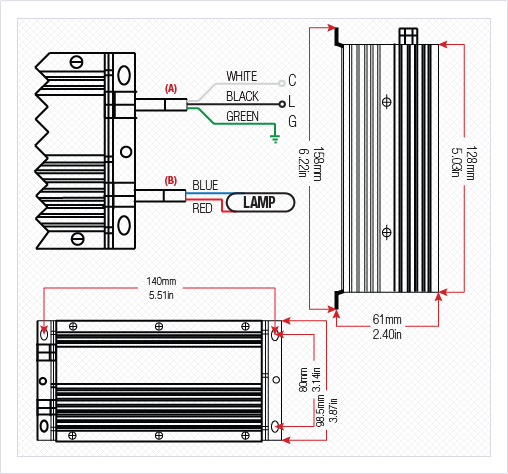 WHITE
C
(A)
BLACK
L
GREEN
G
(B)
BLUE
LAMP
RED
158mm
6.22in
128mm
5.03in
61mm
2.40in
140mm
5.51in
80mm
3.14in
98.5mm
3.87in